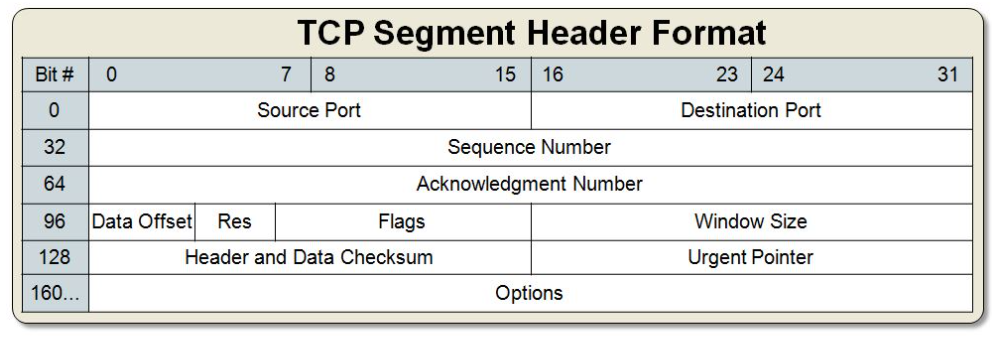 TCP Segment Header Format
Bit # 0 7 8 15 16 23 24 31
0 Source Port Destination Port
32 Sequence Number
64 Acknowledgment Number
96 Data Offset Res Flags Window Size
128 Header and Data Checksum Urgent Pointer
160... Options